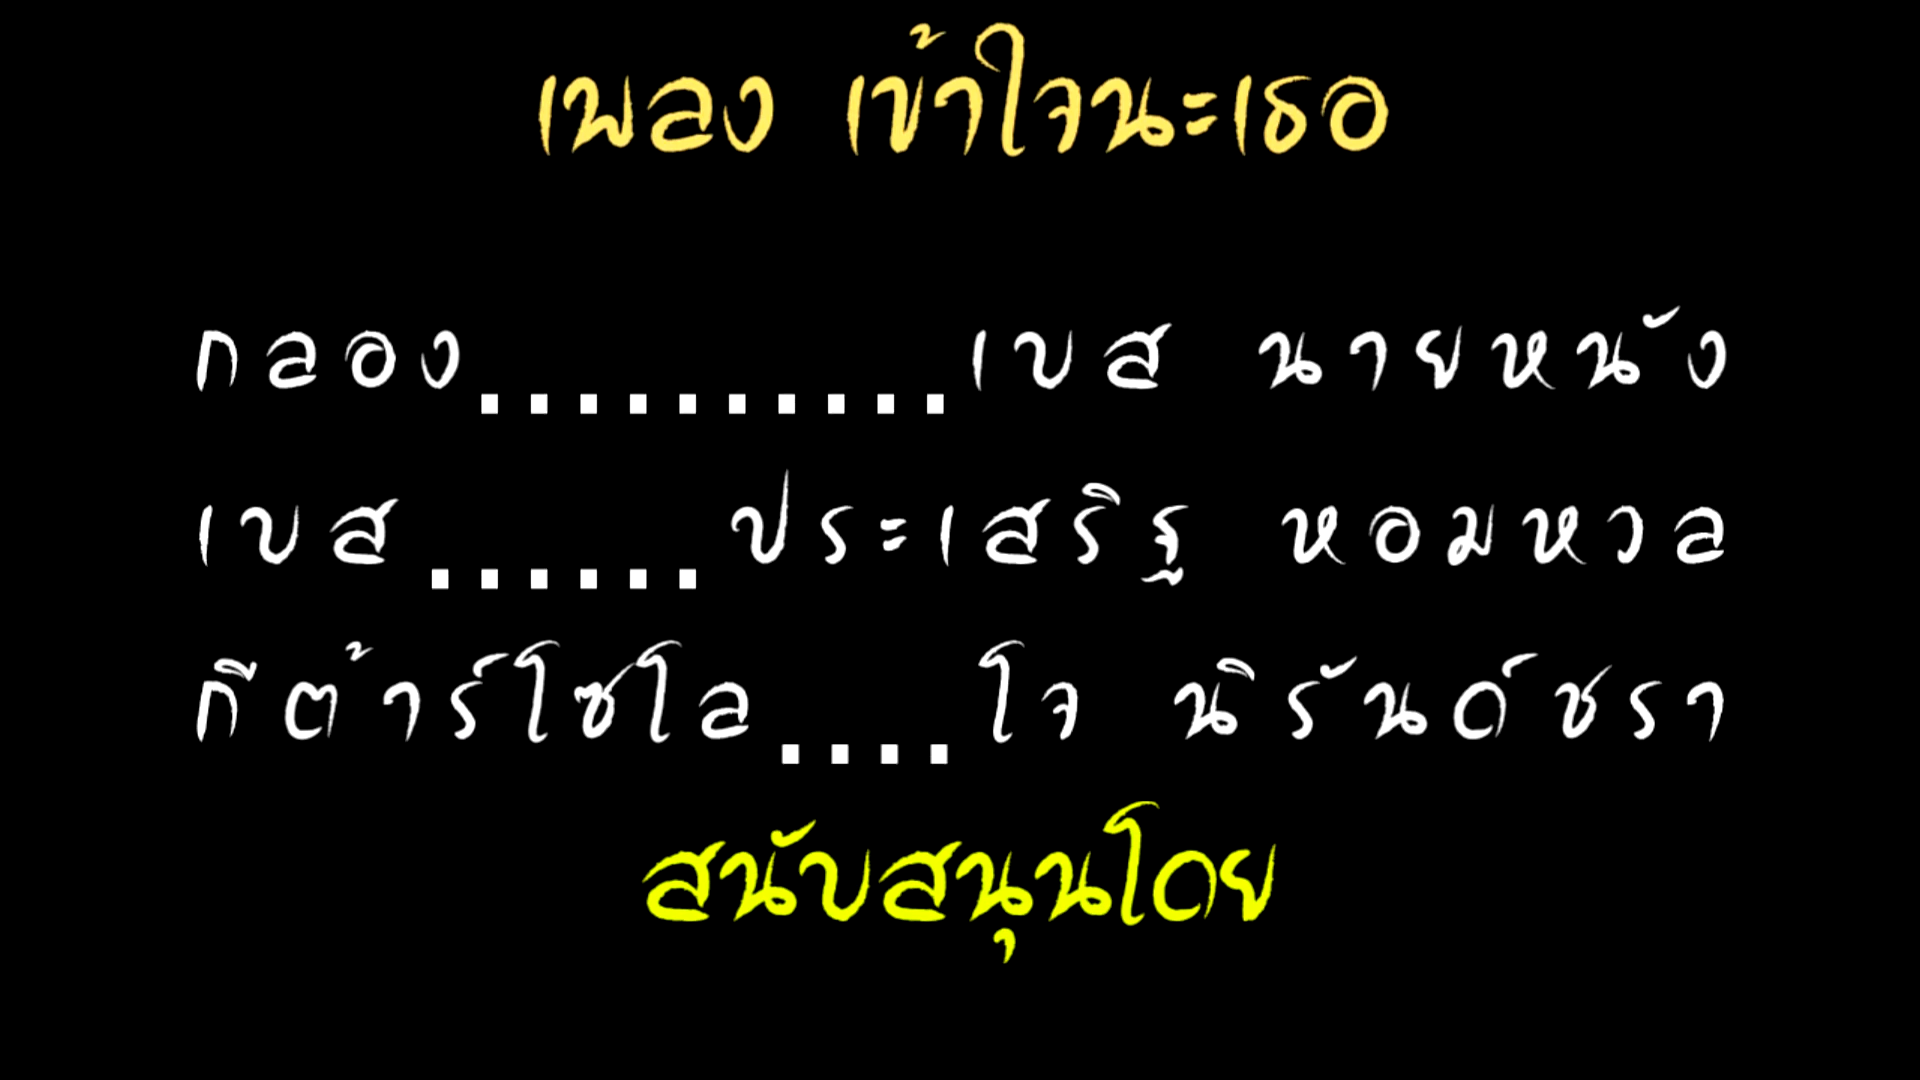 เพลง เข้าใจนะเธอ
กลอง..........เบส นายหนัง
เบส...... ประเสริฐ หอมหวล
กีต้าร์โซโล....โจ นิรันด์ชรา
สนับสนุนโดย